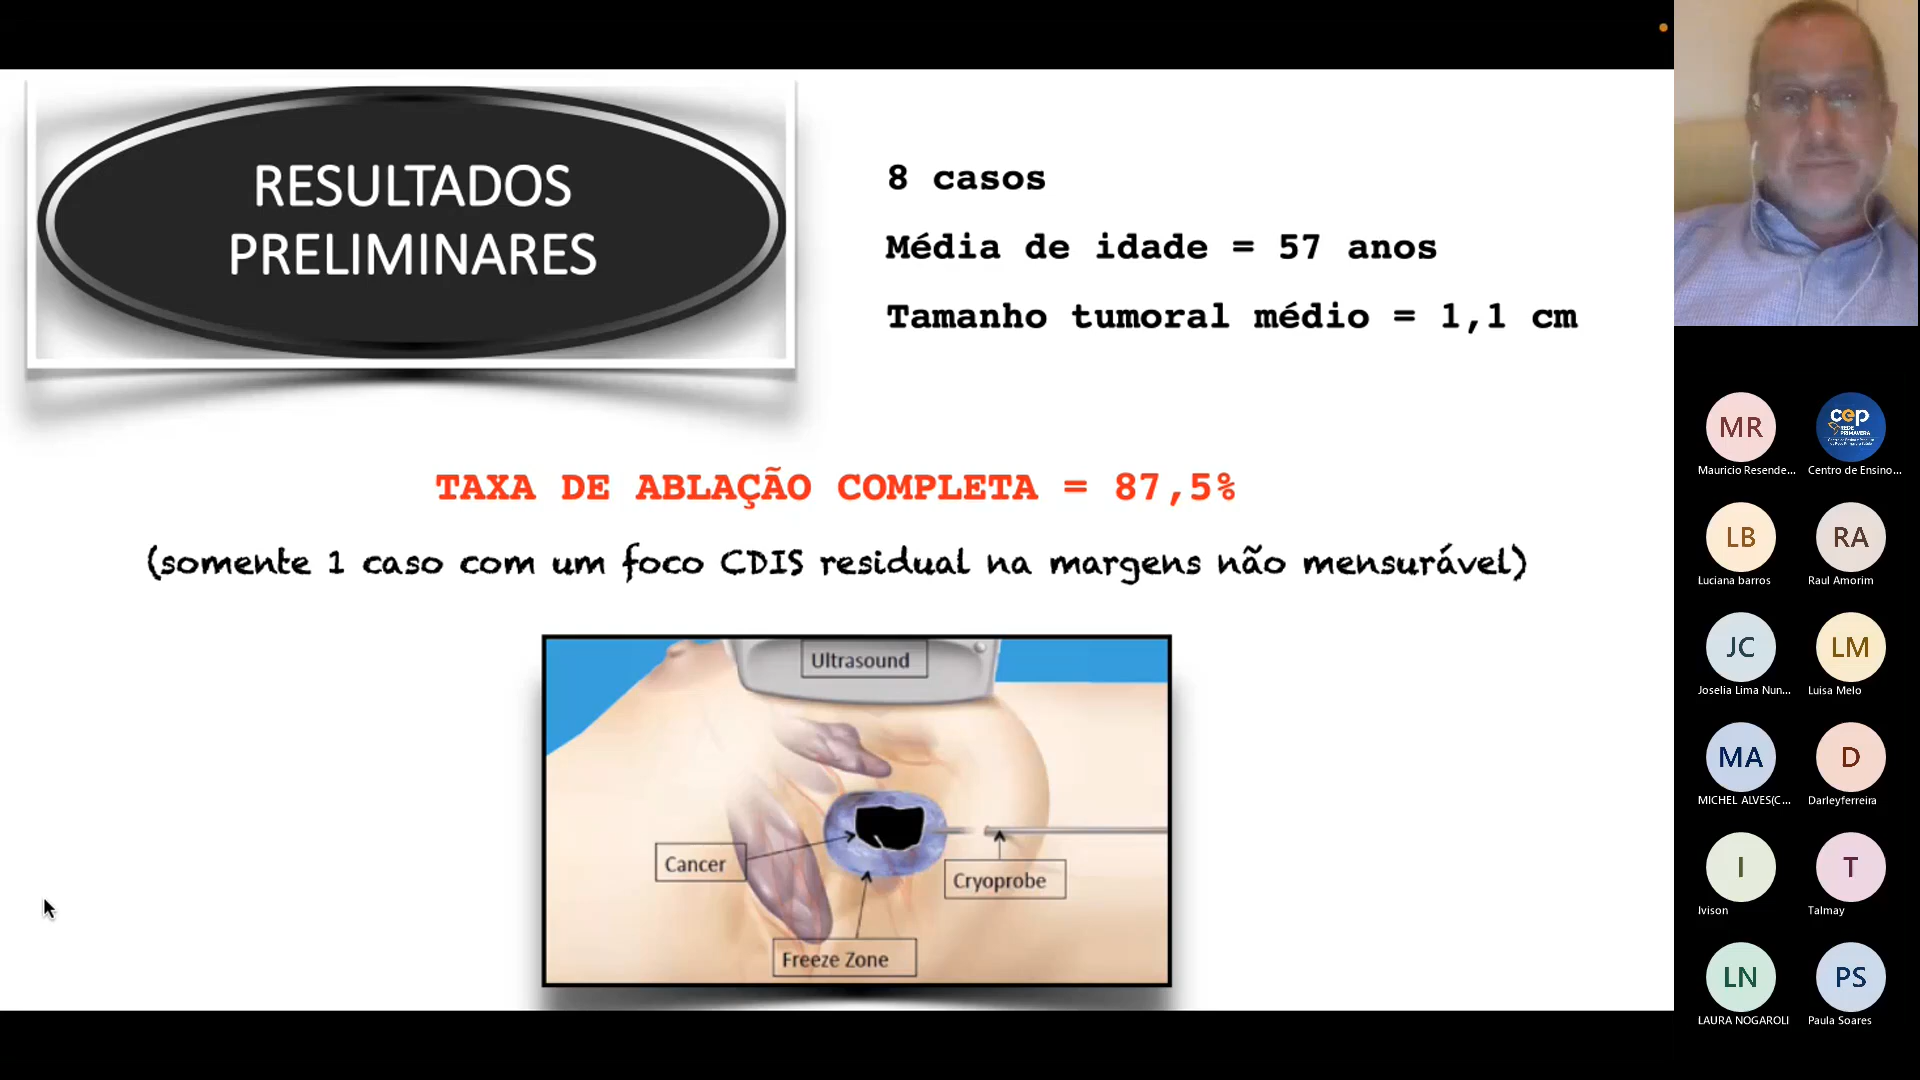 RESULTADOS
PRELIMINARES
8 casos
Média de idade = 57 anos
Tamanho tumoral médio = 1,1 cm
TAXA DE ABLAÇÃO COMPLETA = 87,5%
(somente 1 caso com um foco CDIS residual na margens não mensurável)
Ultrasound
Cancer
Cryoprobe
Freeze Zone
MR
Mauricio Resende...
cep
REDE
PRIMAVERA
Centro de Ensino...
LB
Luciana barros
RA
Raul Amorim
JC
Joselia Lima Nun...
LM
Luisa Melo
MA
MICHEL ALVES(C...
D
Darleyferreira
I
Ivison
T
Talmay
LN
LAURA NOGAROLI
PS
Paula Soares